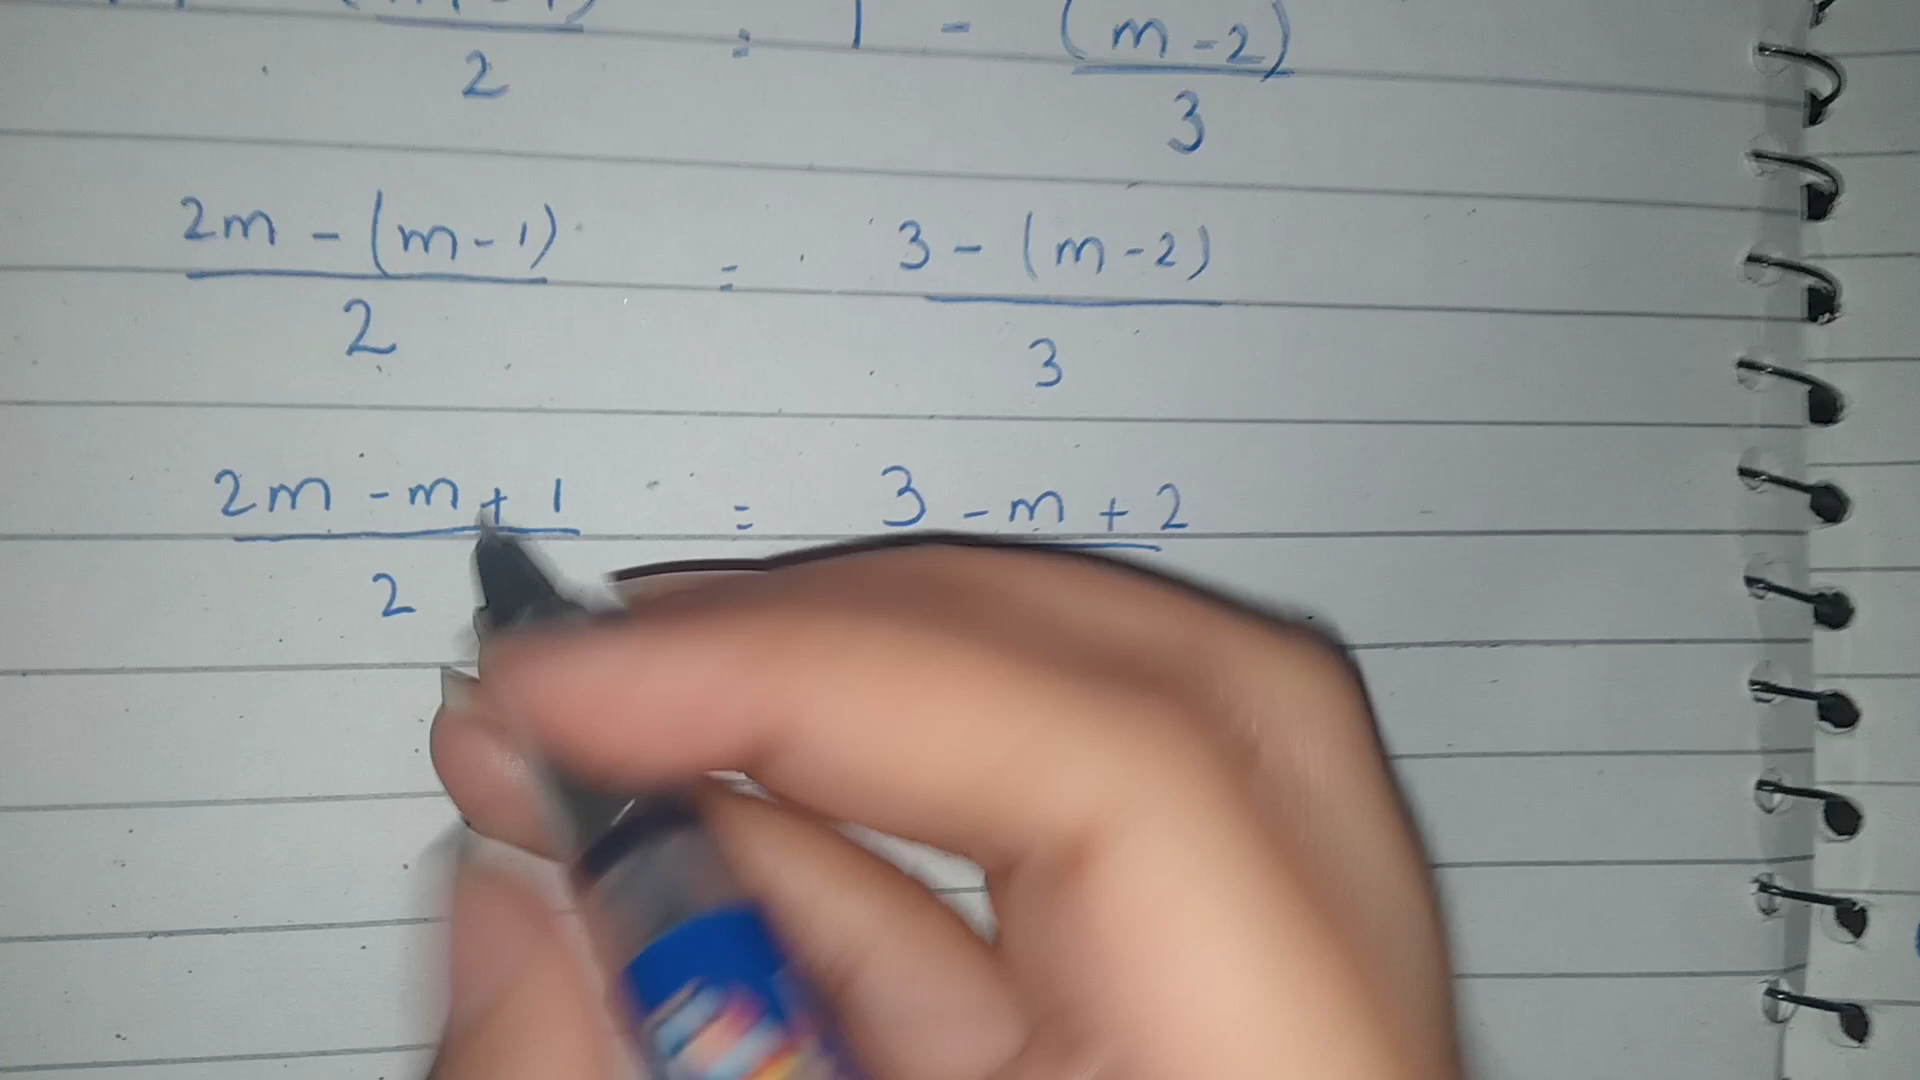 2 = 1 - (m-2)
3
2m - (m-1) = 3 - (m-2)
2 3
2m - m + 1 = 3 - m + 2
2